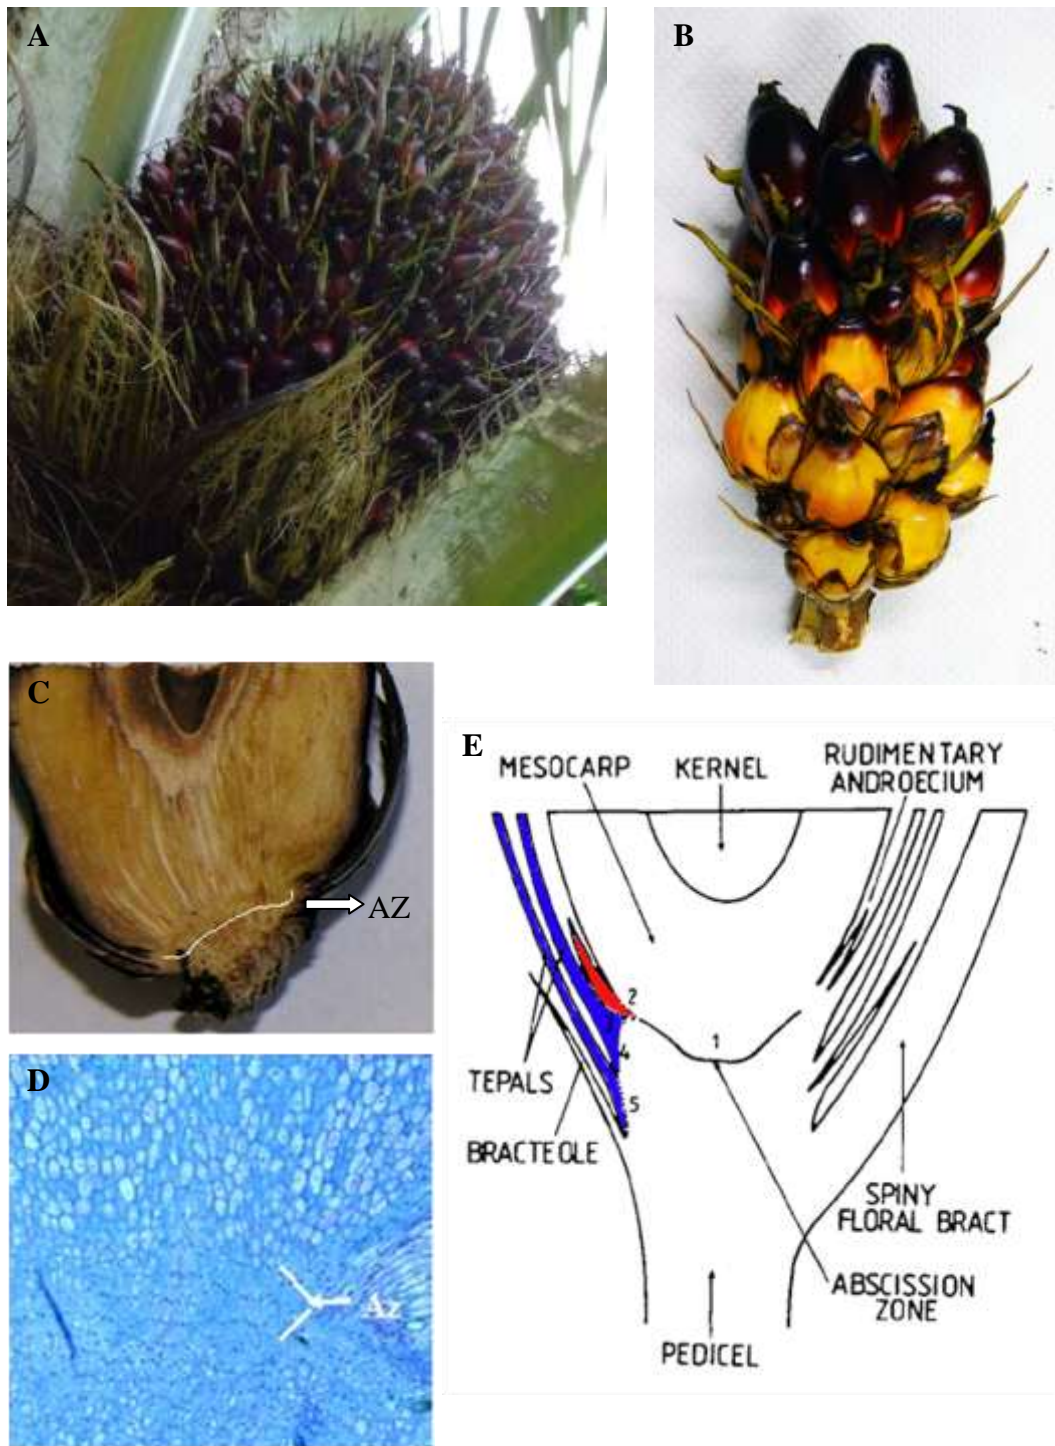 A
B
C
AZ
D
AZ
E
MESOCARP
KERNEL
RUDIMENTARY
ANDROECIUM
2
1
4
5
TEPALS
BRACTEOLE
SPINY
FLORAL BRACT
ABSCISSION
ZONE
PEDICEL